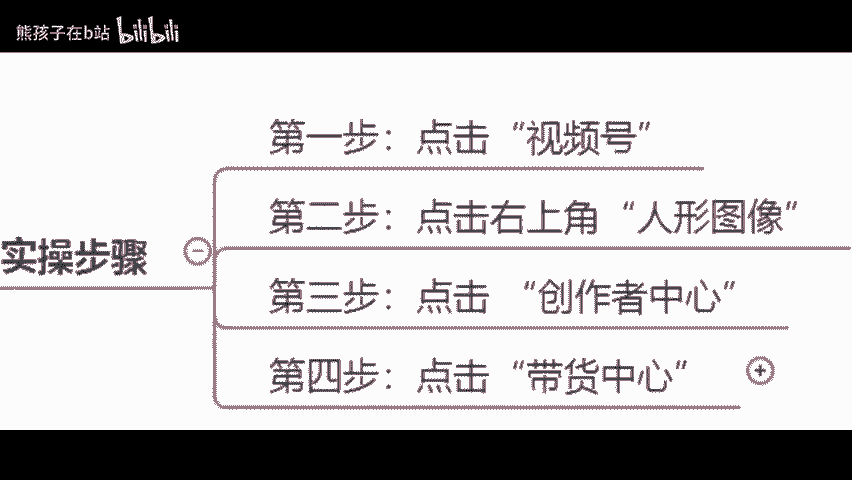 熊孩子在b站 bilibili
第一步：点击“视频号”
第二步：点击右上角“人形图像”
实操步骤
第三步：点击 “创作者中心”
第四步：点击“带货中心”